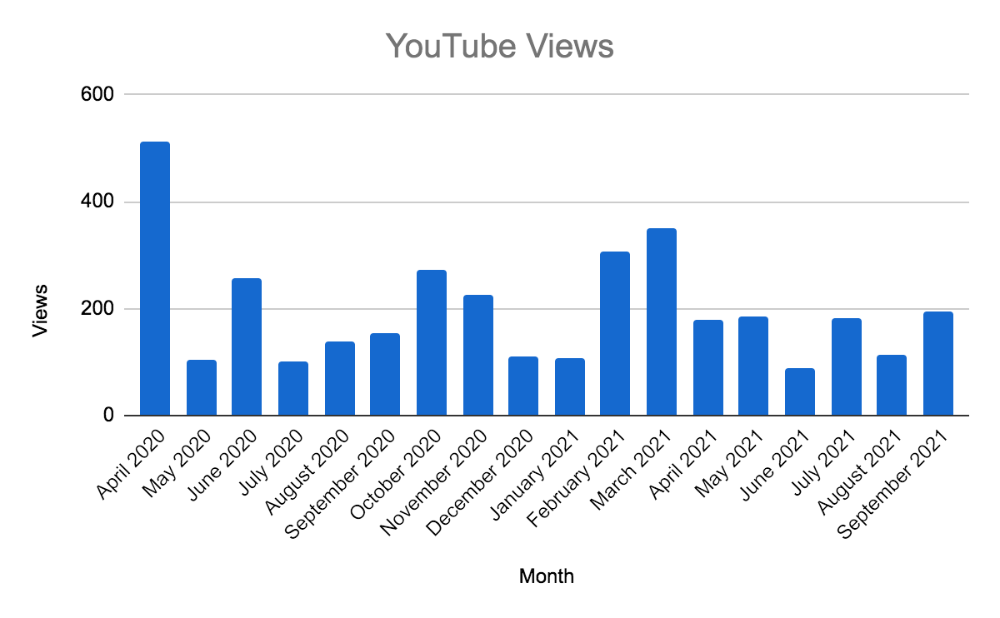 YouTube Views
600
400
200
0
Views
April 2020
May 2020
June 2020
July 2020
August 2020
September 2020
October 2020
November 2020
December 2020
January 2021
February 2021
March 2021
April 2021
May 2021
June 2021
July 2021
August 2021
September 2021
Month